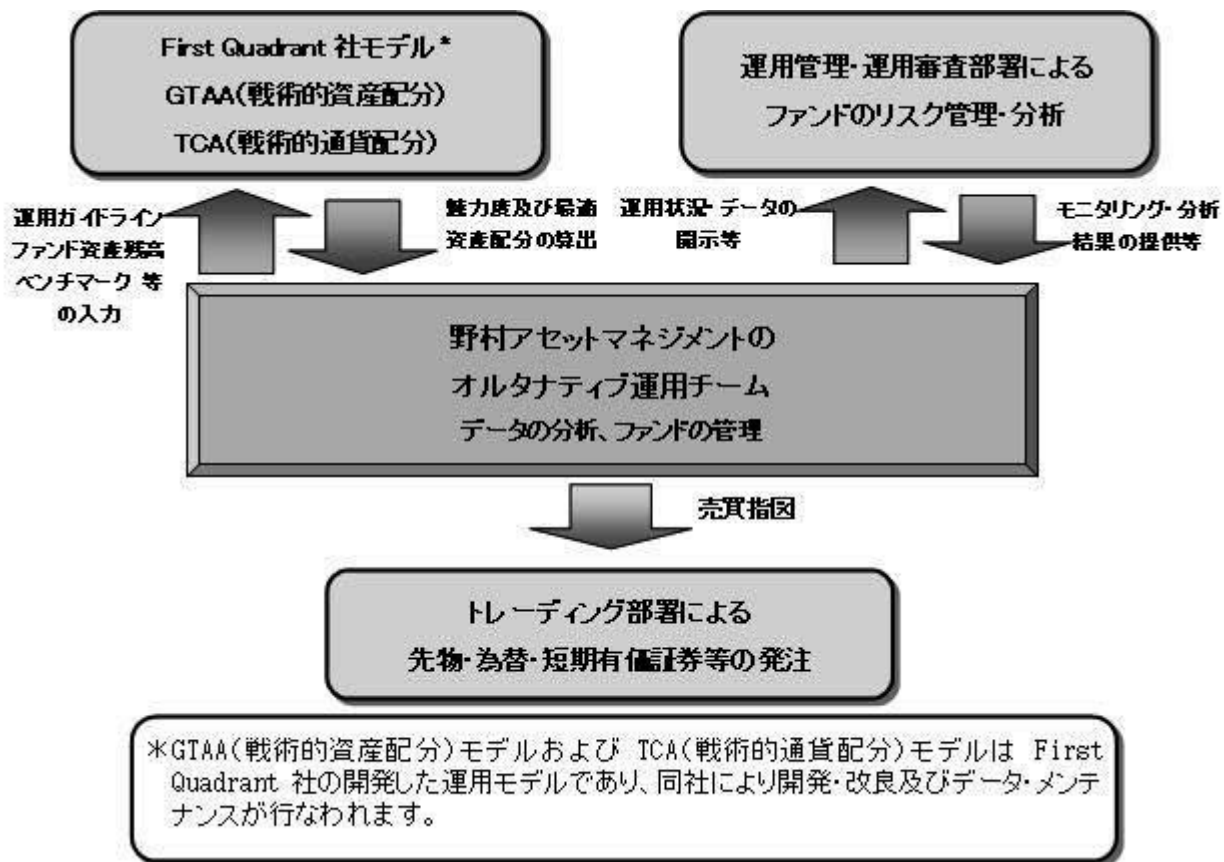 First Quadrant 社モデル*
GTAA(戦術的資産配分)
TCA(戦術的通貨配分)
運用管理・運用審査部署による
ファンドのリスク管理・分析
運用ガイドライン
ファンド資産残高
ベンチマーク 等
の入力
魅力度及び最適
資産配分の算出
運用状況・データの
開示等
モニタリング・分析
結果の提供等
野村アセットマネジメントの
オルタナティブ運用チーム
データの分析、ファンドの管理
売買指図
トレーディング部署による
先物・為替・短期有価証券等の発注
*GTAA(戦術的資産配分)モデルおよび TCA(戦術的通貨配分)モデルは First
Quadrant 社の開発した運用モデルであり、同社により開発・改良及びデータ・メンテ
ナンスが行なわれます。